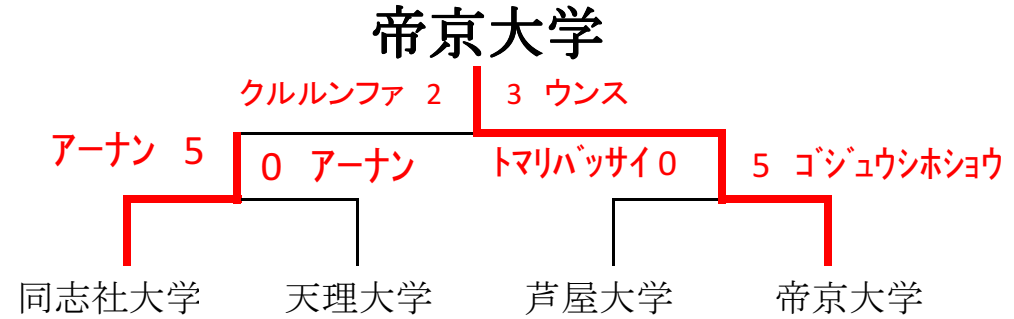 帝京大学
クルルンファ 2 3 ウンス
アーナン 5 0 アーナン トマリバッサイ 0 5 ゴジュウシホショウ
同志社大学 天理大学 芦屋大学 帝京大学